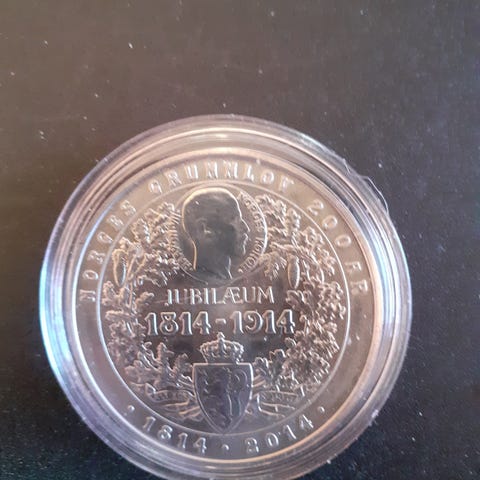 NORGES GRUNNLOV 200 ÅR
JUBILÆUM
1814-1914
· 1814 · 2014 ·